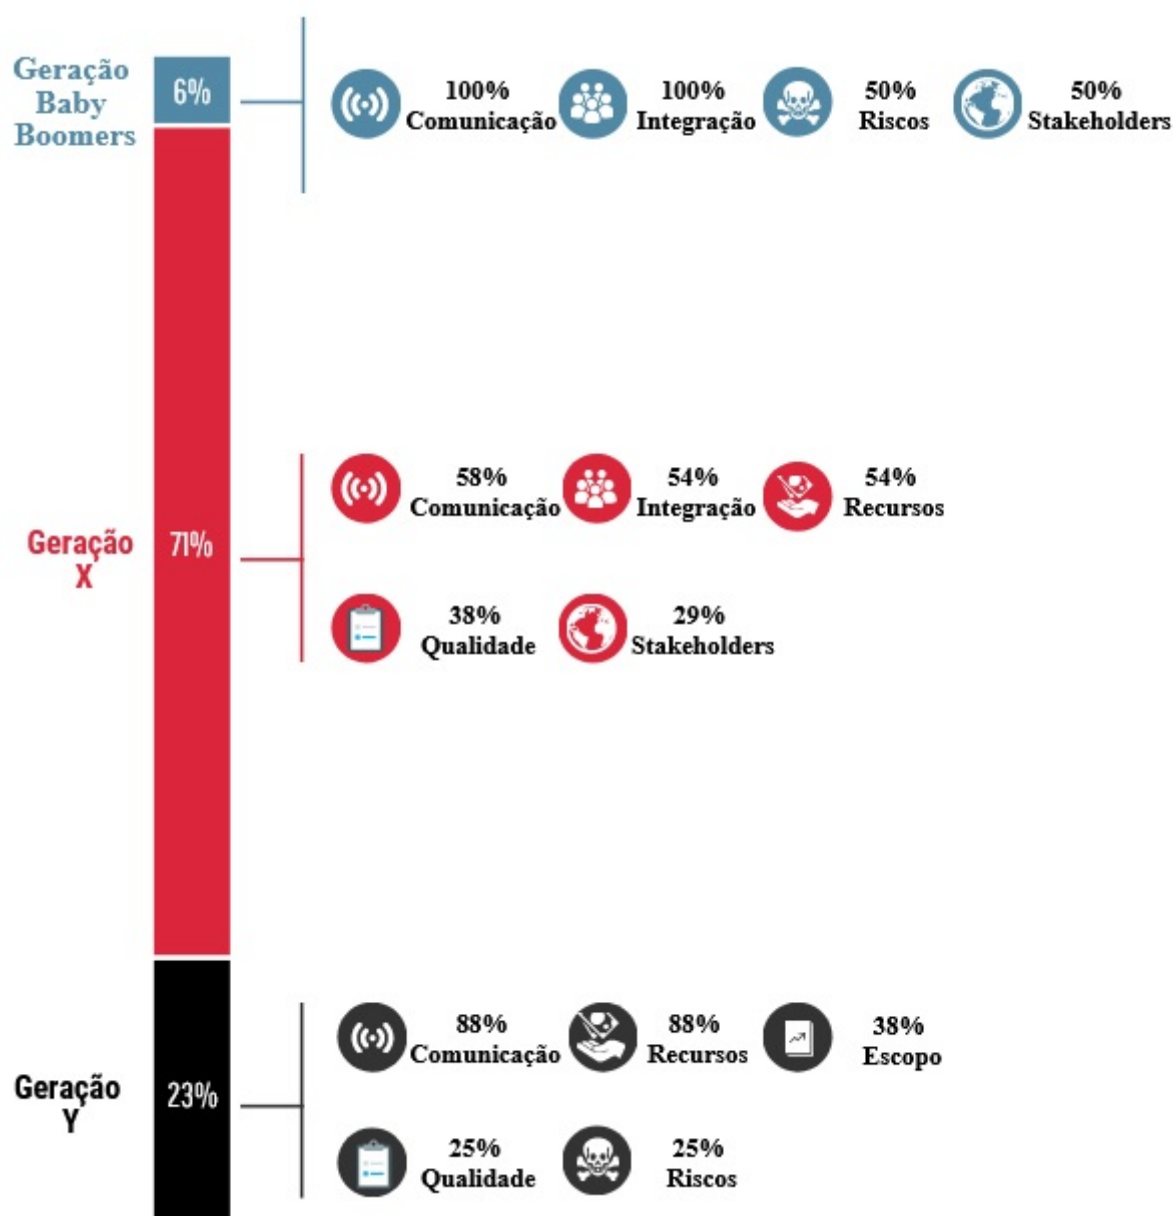 Geração
Baby
Boomers
6%
100%
Comunicação
100%
Integração
50%
Riscos
50%
Stakeholders
Geração
X
71%
58%
Comunicação
54%
Integração
54%
Recursos
38%
Qualidade
29%
Stakeholders
Geração
Y
23%
88%
Comunicação
88%
Recursos
38%
Escopo
25%
Qualidade
25%
Riscos